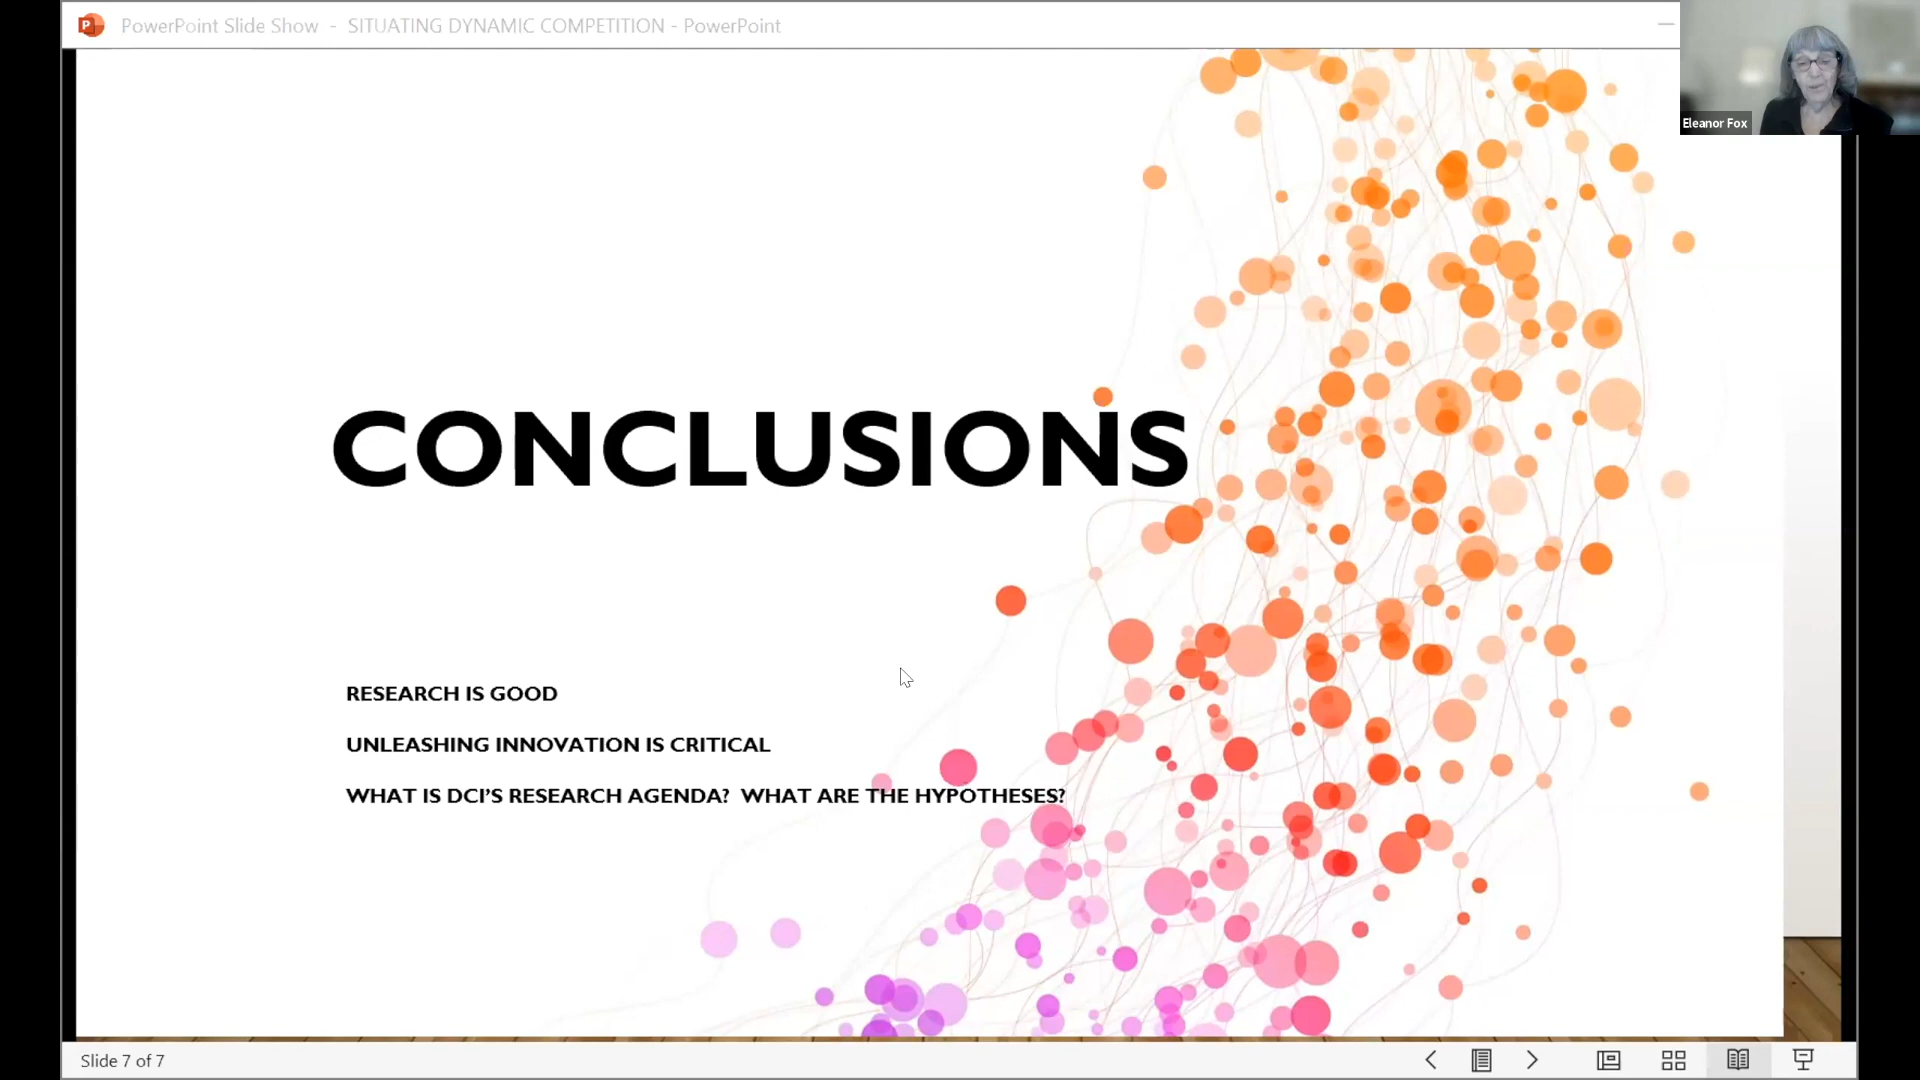 PowerPoint Slide Show - SITUATING DYNAMIC COMPETITION - PowerPoint
Eleanor Fox
CONCLUSIONS
RESEARCH IS GOOD
UNLEASHING INNOVATION IS CRITICAL
WHAT IS DCI'S RESEARCH AGENDA? WHAT ARE THE HYPOTHESES?
Slide 7 of 7